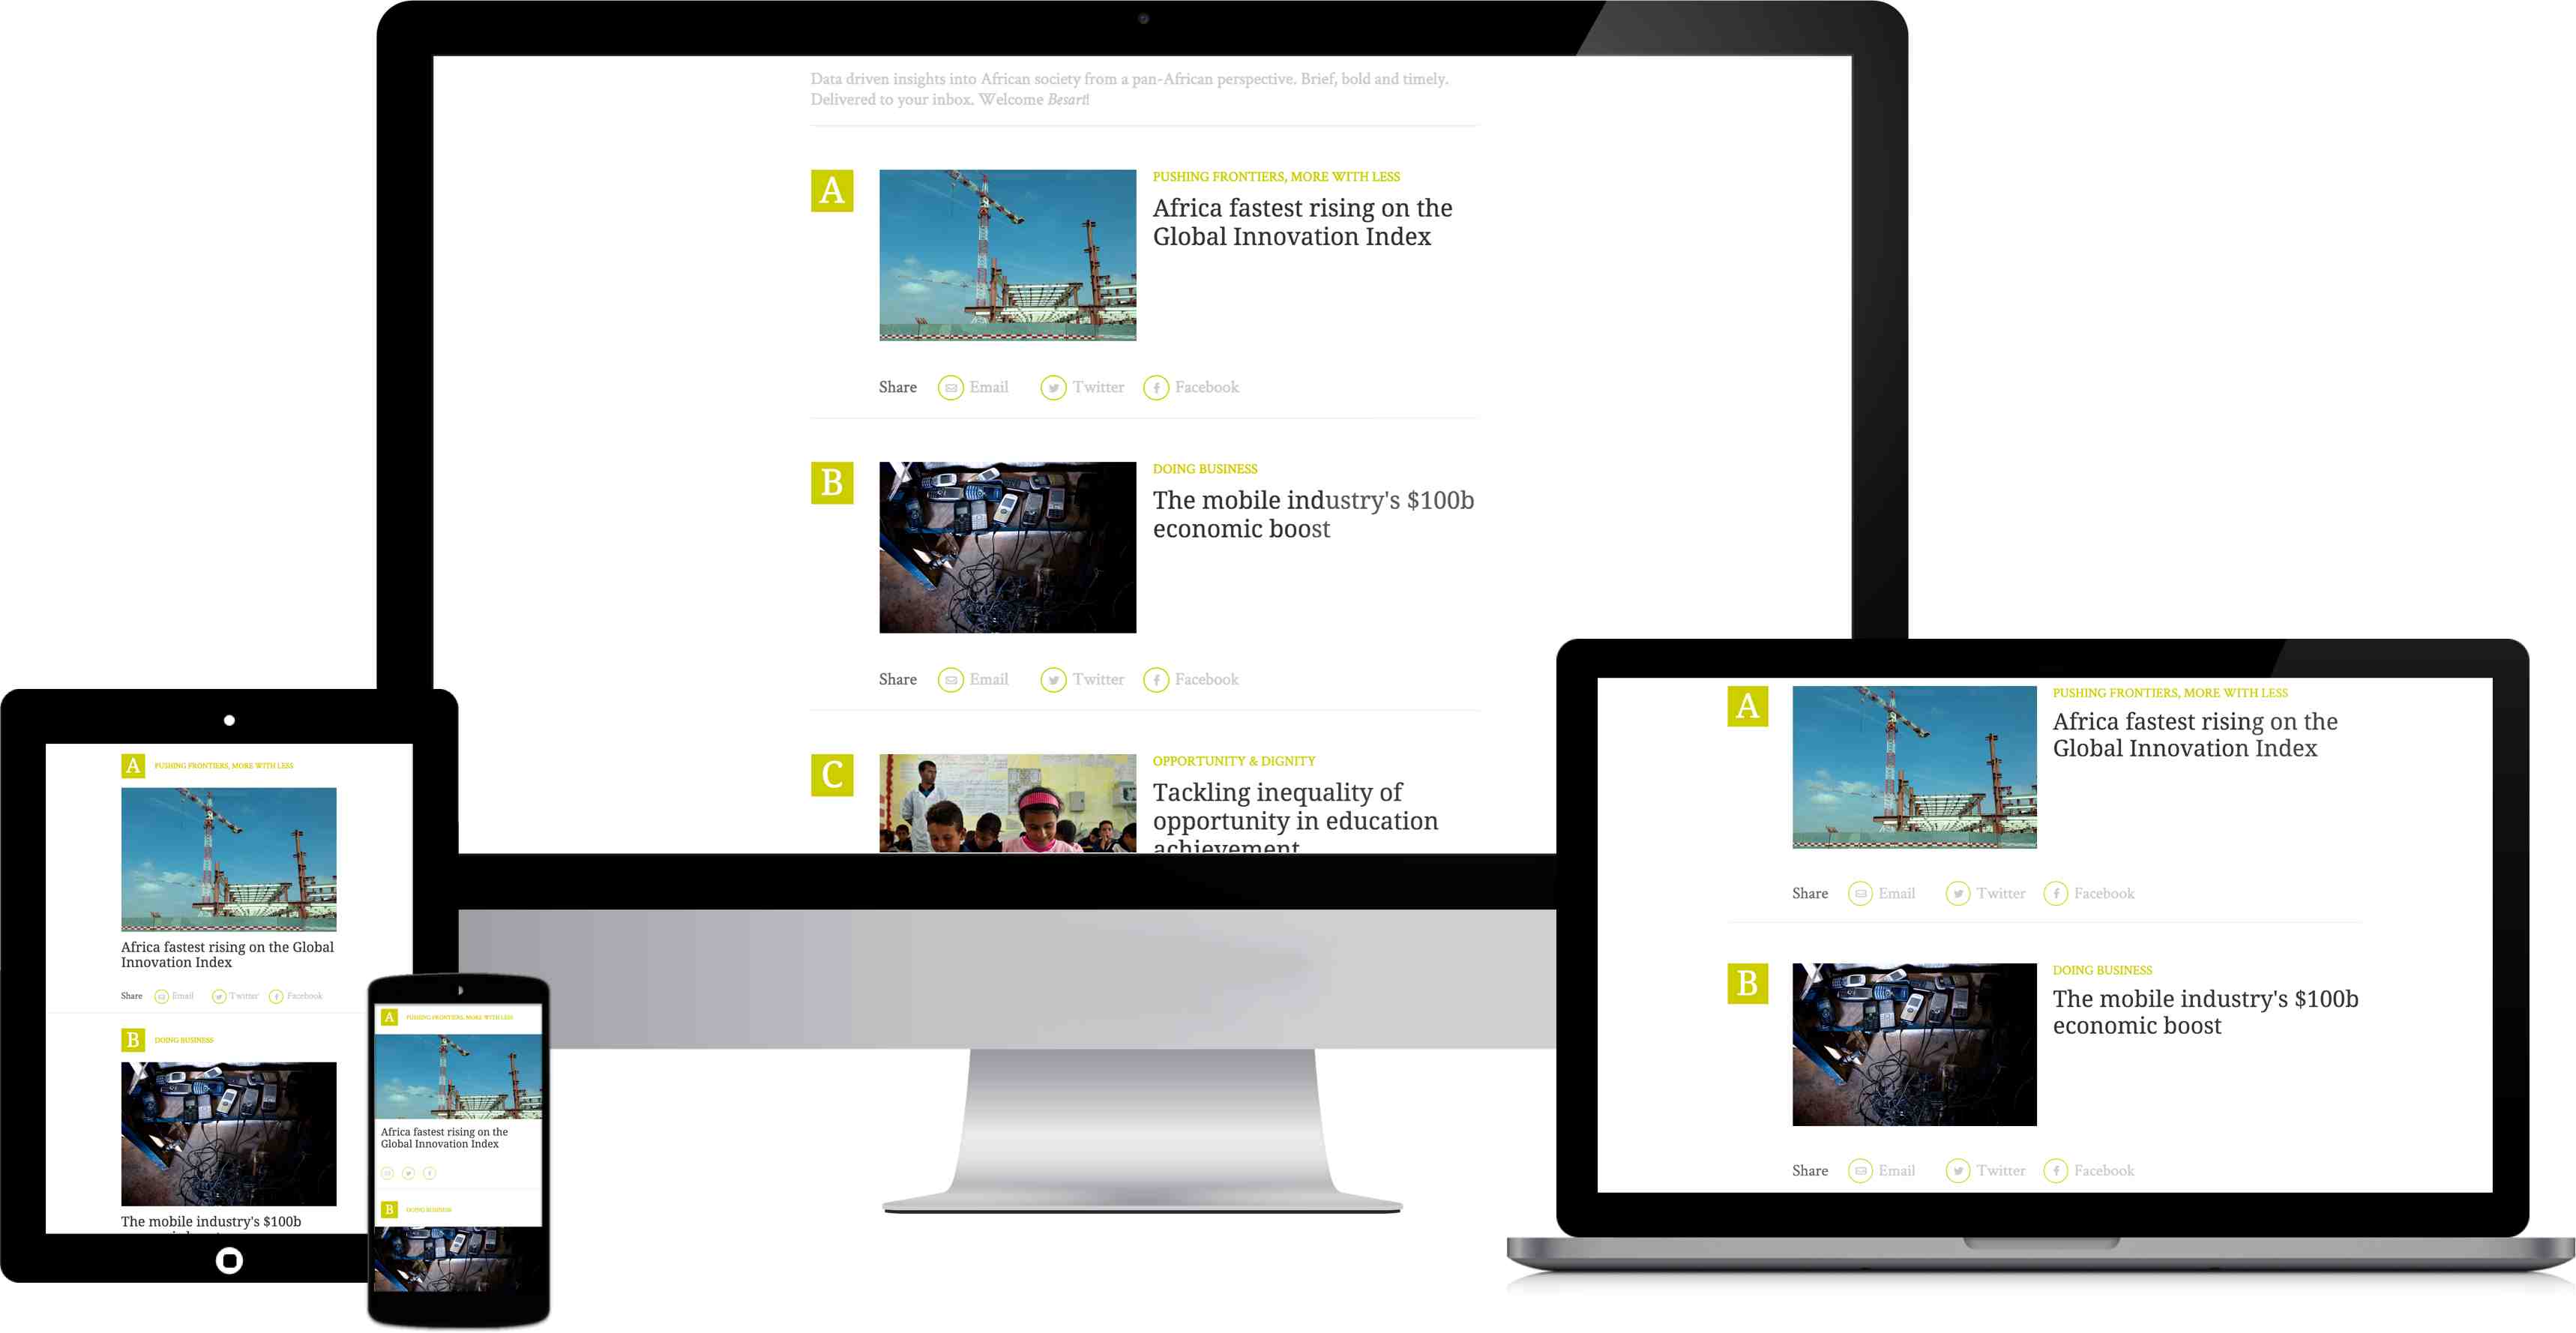 Data driven insights into African society from a pan-African perspective. Brief, bold and timely.
Delivered to your inbox. Welcome Besart!
A
PUSHING FRONTIERS, MORE WITH LESS
Africa fastest rising on the
Global Innovation Index
Share Email Twitter Facebook
B
DOING BUSINESS
The mobile industry's $100b
economic boost
Share Email Twitter Facebook
C
OPPORTUNITY & DIGNITY
Tackling inequality of
opportunity in education
achievement
A PUSHING FRONTIERS, MORE WITH LESS
Africa fastest rising on the Global
Innovation Index
Share Email Twitter Facebook
B DOING BUSINESS
The mobile industry's $100b
A PUSHING FRONTIERS, MORE WITH LESS
Africa fastest rising on the
Global Innovation Index
B DOING BUSINESS
A
PUSHING FRONTIERS, MORE WITH LESS
Africa fastest rising on the
Global Innovation Index
Share Email Twitter Facebook
B
DOING BUSINESS
The mobile industry's $100b
economic boost
Share Email Twitter Facebook